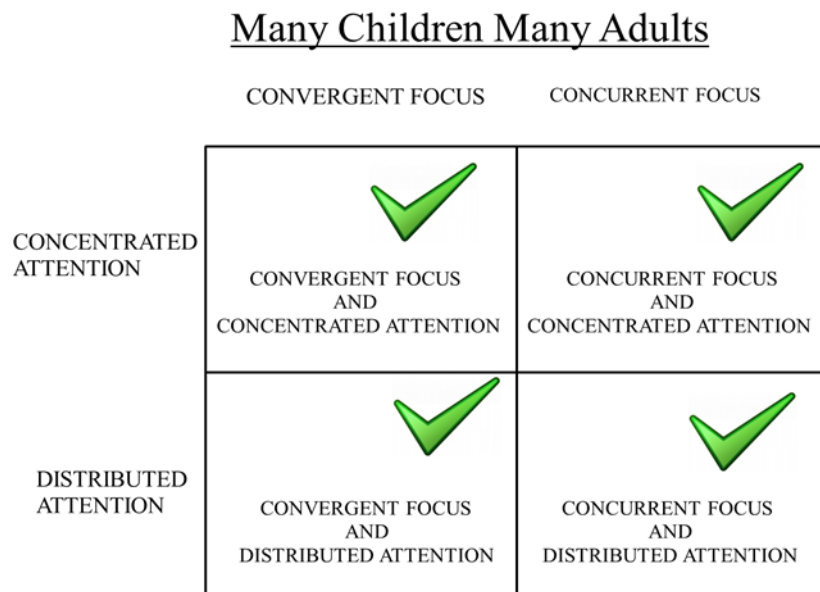 Many Children Many Adults
CONVERGENT FOCUS
CONCURRENT FOCUS
CONCENTRATED
ATTENTION
CONVERGENT FOCUS
AND
CONCENTRATED ATTENTION
CONCURRENT FOCUS
AND
CONCENTRATED ATTENTION
DISTRIBUTED
ATTENTION
CONVERGENT FOCUS
AND
DISTRIBUTED ATTENTION
CONCURRENT FOCUS
AND
DISTRIBUTED ATTENTION